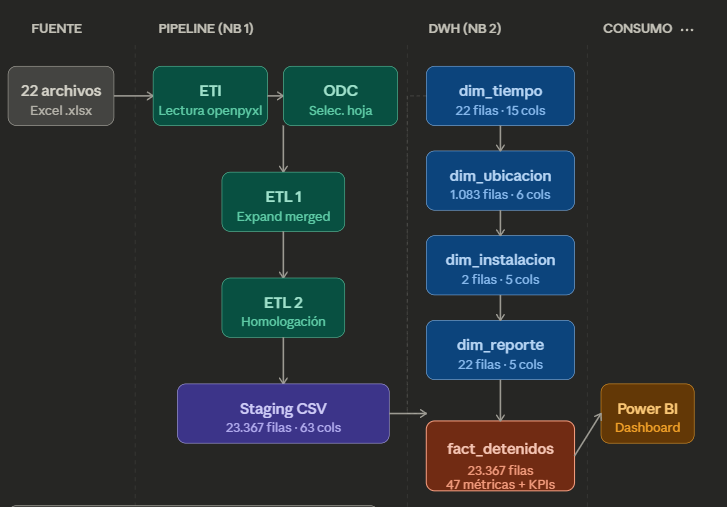 FUENTE
PIPELINE (NB 1)
DWH (NB 2)
CONSUMO ...
22 archivos
Excel .xlsx
ETI
Lectura openpyxl
ODC
Selec. hoja
dim_tiempo
22 filas · 15 cols
dim_ubicacion
1.083 filas · 6 cols
ETL 1
Expand merged
dim_instalacion
2 filas · 5 cols
ETL 2
Homologación
dim_reporte
22 filas · 5 cols
Staging CSV
23.367 filas · 63 cols
Power BI
Dashboard
fact_detenidos
23.367 filas
47 métricas + KPIs